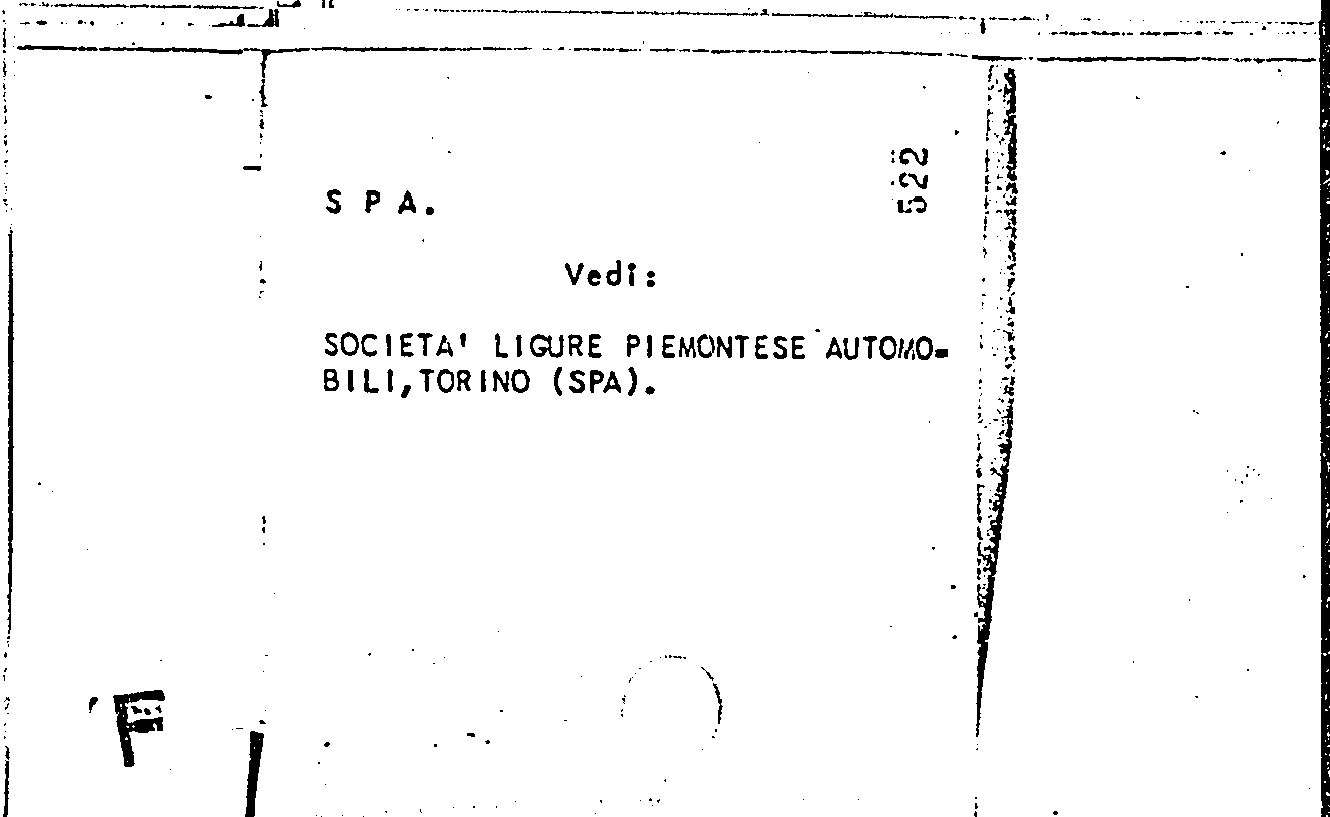 S P A.
522
Vedi:
SOCIETA' LIGURE PIEMONTESE AUTOMO-
BILI,TORINO (SPA).